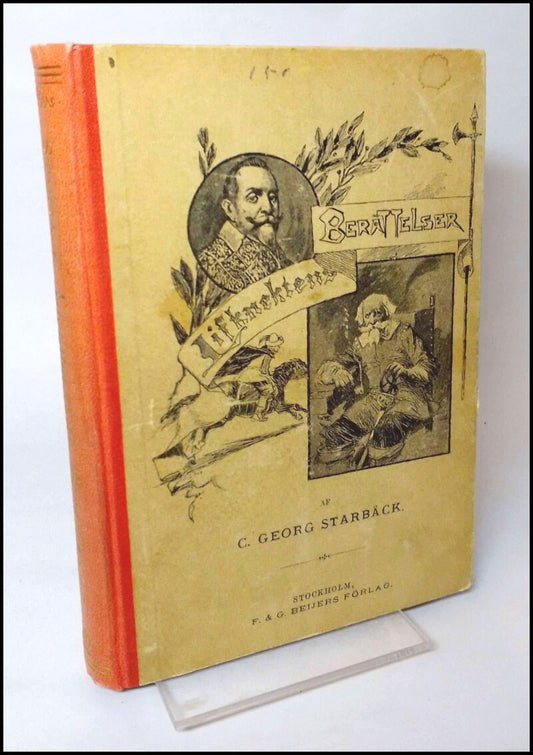 150
Lifknektens
BERÄTTELSER
AF
C. GEORG STARBÄCK.
STOCKHOLM,
F. & G. BEIJERS FÖRLAG.